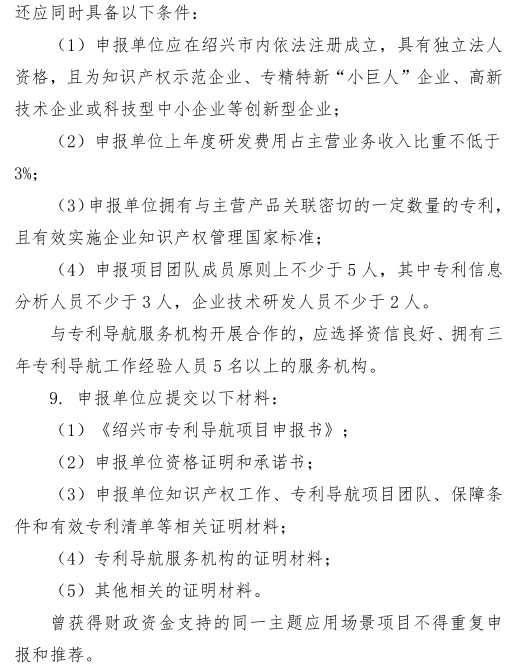 还应同时具备以下条件：
（1）申报单位应在绍兴市内依法注册成立，具有独立法人
资格，且为知识产权示范企业、专精特新“小巨人”企业、高新
技术企业或科技型中小企业等创新型企业；
（2）申报单位上年度研发费用占主营业务收入比重不低于
3%；
（3）申报单位拥有与主营产品关联密切的一定数量的专利，
且有效实施企业知识产权管理国家标准；
（4）申报项目团队成员原则上不少于 5 人，其中专利信息
分析人员不少于 3 人，企业技术研发人员不少于 2 人。
与专利导航服务机构开展合作的，应选择资信良好、拥有三
年专利导航工作经验人员 5 名以上的服务机构。
9. 申报单位应提交以下材料：
（1）《绍兴市专利导航项目申报书》；
（2）申报单位资格证明和承诺书；
（3）申报单位知识产权工作、专利导航项目团队、保障条
件和有效专利清单等相关证明材料；
（4）专利导航服务机构的证明材料；
（5）其他相关的证明材料。
曾获得财政资金支持的同一主题应用场景项目不得重复申
报和推荐。